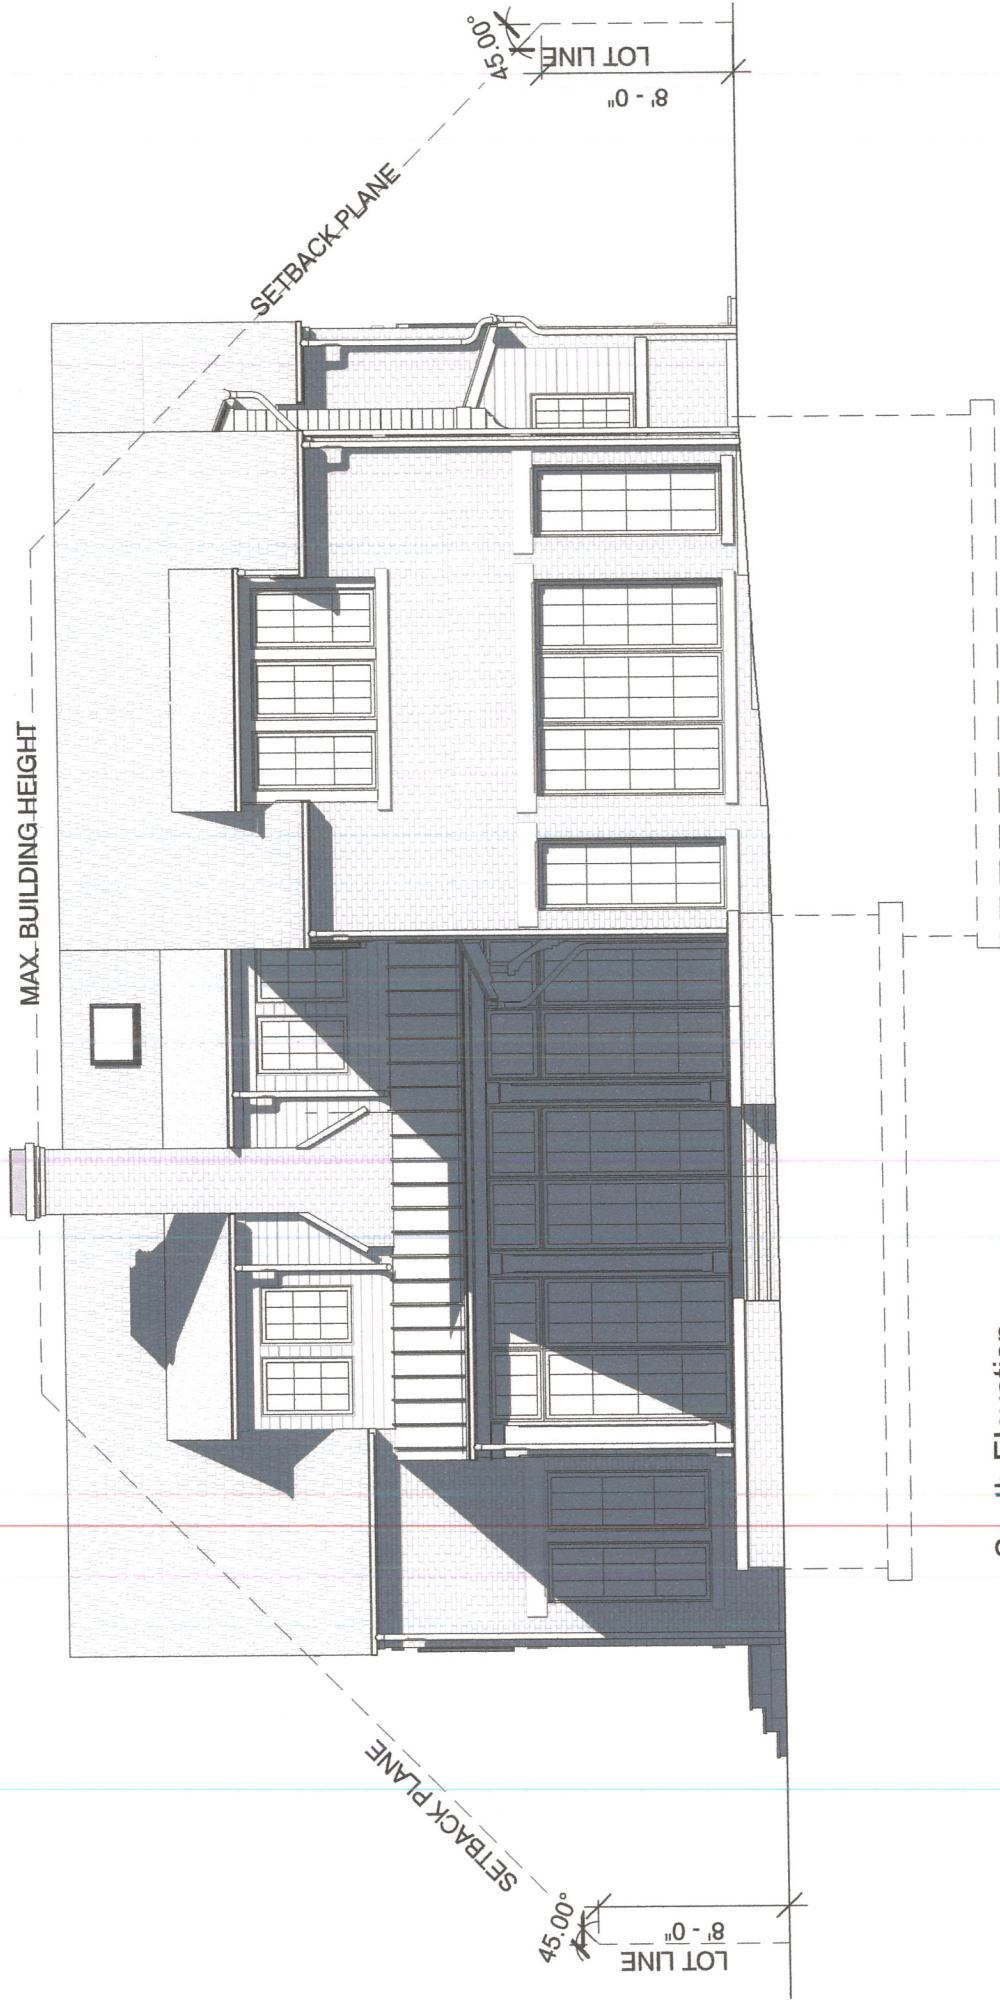 MAX. BUILDING HEIGHT
SETBACK PLANE
SETBACK PLANE
45.00°
45.00°
LOT LINE
8' - 0"
8' - 0"
LOT LINE